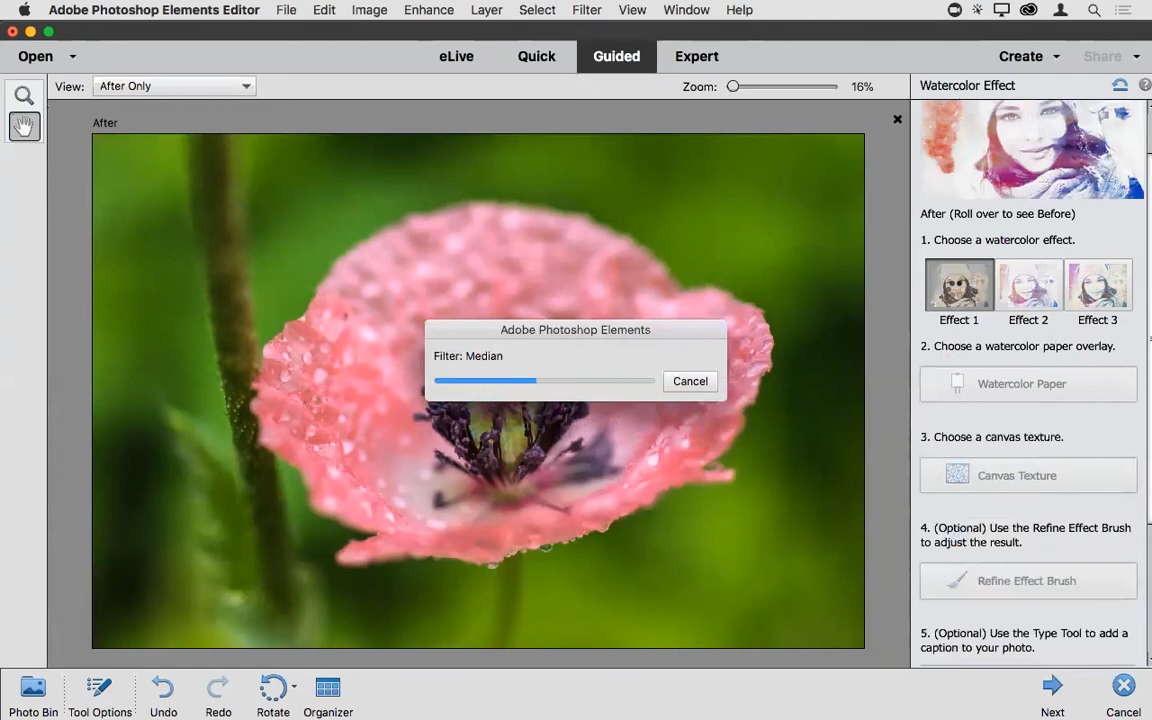 Adobe Photoshop Elements Editor File Edit Image Enhance Layer Select Filter View Window Help
Open eLive Quick Guided Expert Create Share
View: After Only Zoom: 16% Watercolor Effect
After
After (Roll over to see Before)
1. Choose a watercolor effect.
Effect 1 Effect 2 Effect 3
2. Choose a watercolor paper overlay.
Watercolor Paper
3. Choose a canvas texture.
Canvas Texture
4. (Optional) Use the Refine Effect Brush
to adjust the result.
Refine Effect Brush
5. (Optional) Use the Type Tool to add a
caption to your photo.
Adobe Photoshop Elements
Filter: Median
Cancel
Photo Bin Tool Options Undo Redo Rotate Organizer Next Cancel